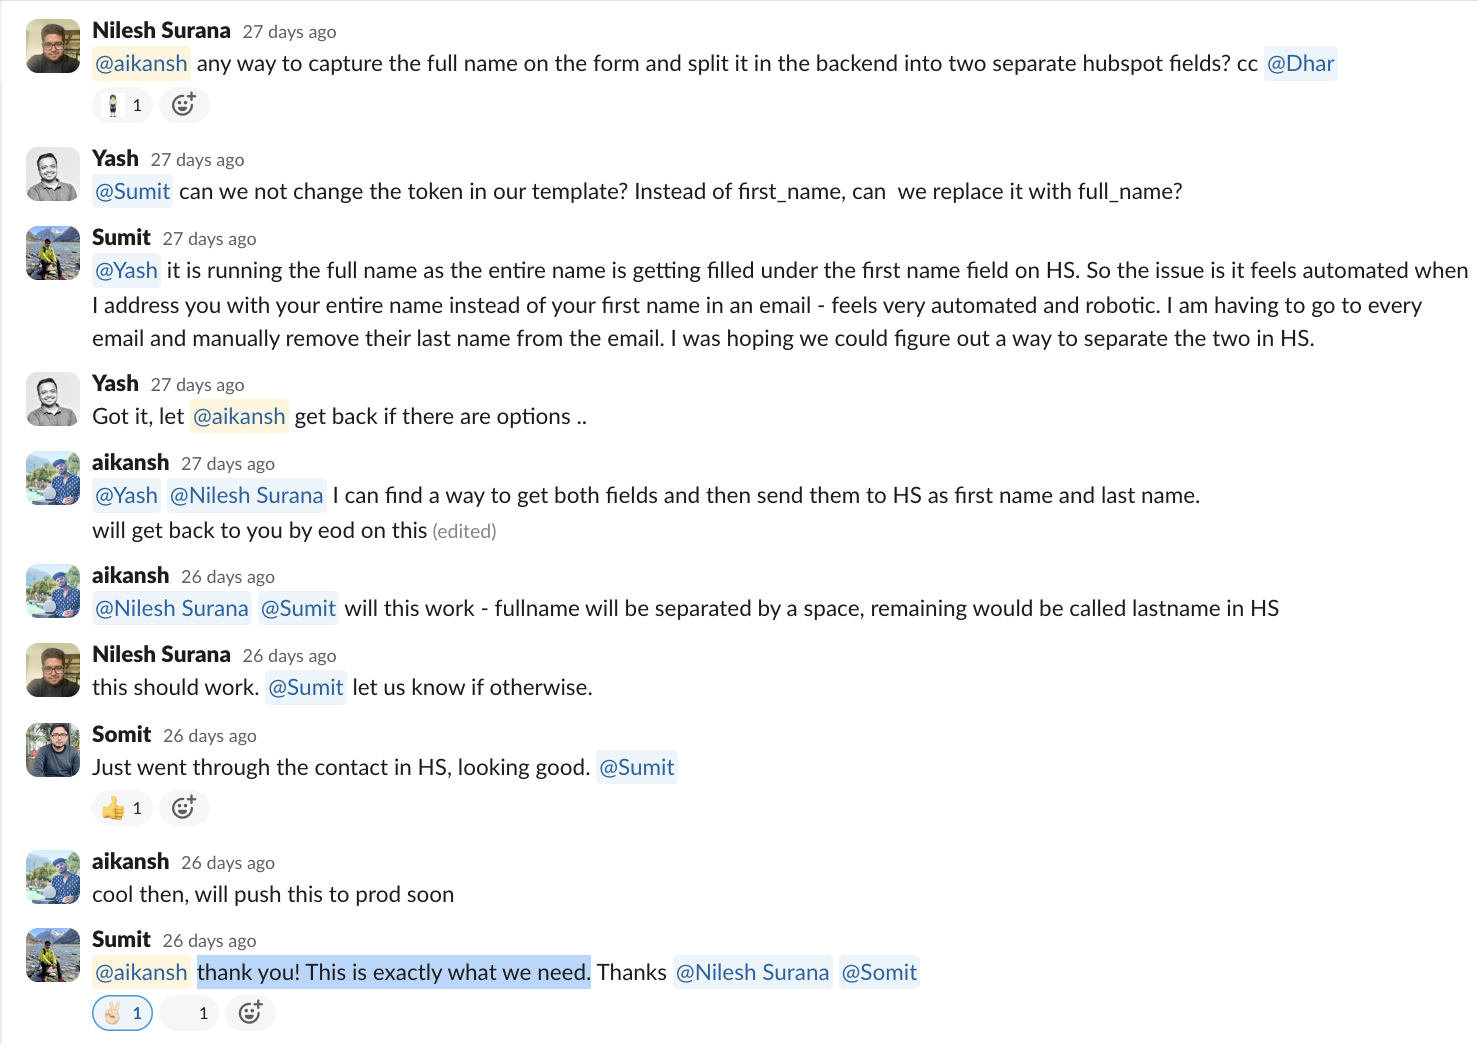 Nilesh Surana 27 days ago
@aikansh any way to capture the full name on the form and split it in the backend into two separate hubspot fields? cc @Dhar
1
Yash 27 days ago
@Sumit can we not change the token in our template? Instead of first_name, can  we replace it with full_name?
Sumit 27 days ago
@Yash it is running the full name as the entire name is getting filled under the first name field on HS. So the issue is it feels automated when
I address you with your entire name instead of your first name in an email - feels very automated and robotic. I am having to go to every
email and manually remove their last name from the email. I was hoping we could figure out a way to separate the two in HS.
Yash 27 days ago
Got it, let @aikansh get back if there are options ..
aikansh 27 days ago
@Yash @Nilesh Surana I can find a way to get both fields and then send them to HS as first name and last name.
will get back to you by eod on this (edited)
aikansh 26 days ago
@Nilesh Surana @Sumit will this work - fullname will be separated by a space, remaining would be called lastname in HS
Nilesh Surana 26 days ago
this should work. @Sumit let us know if otherwise.
Somit 26 days ago
Just went through the contact in HS, looking good. @Sumit
1
aikansh 26 days ago
cool then, will push this to prod soon
Sumit 26 days ago
@aikansh thank you! This is exactly what we need. Thanks @Nilesh Surana @Somit
1 1